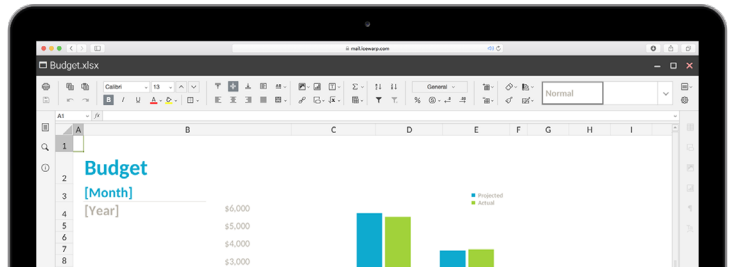 mail.icewarp.com
Budget.xlsx
Calibri 13 General Normal
B I U A
A1 fx
A B C D E F G H I
1
2 Budget
3 [Month]
Projected
Actual
4 [Year] $6,000
5 $5,000
6
7 $4,000
8 $3,000